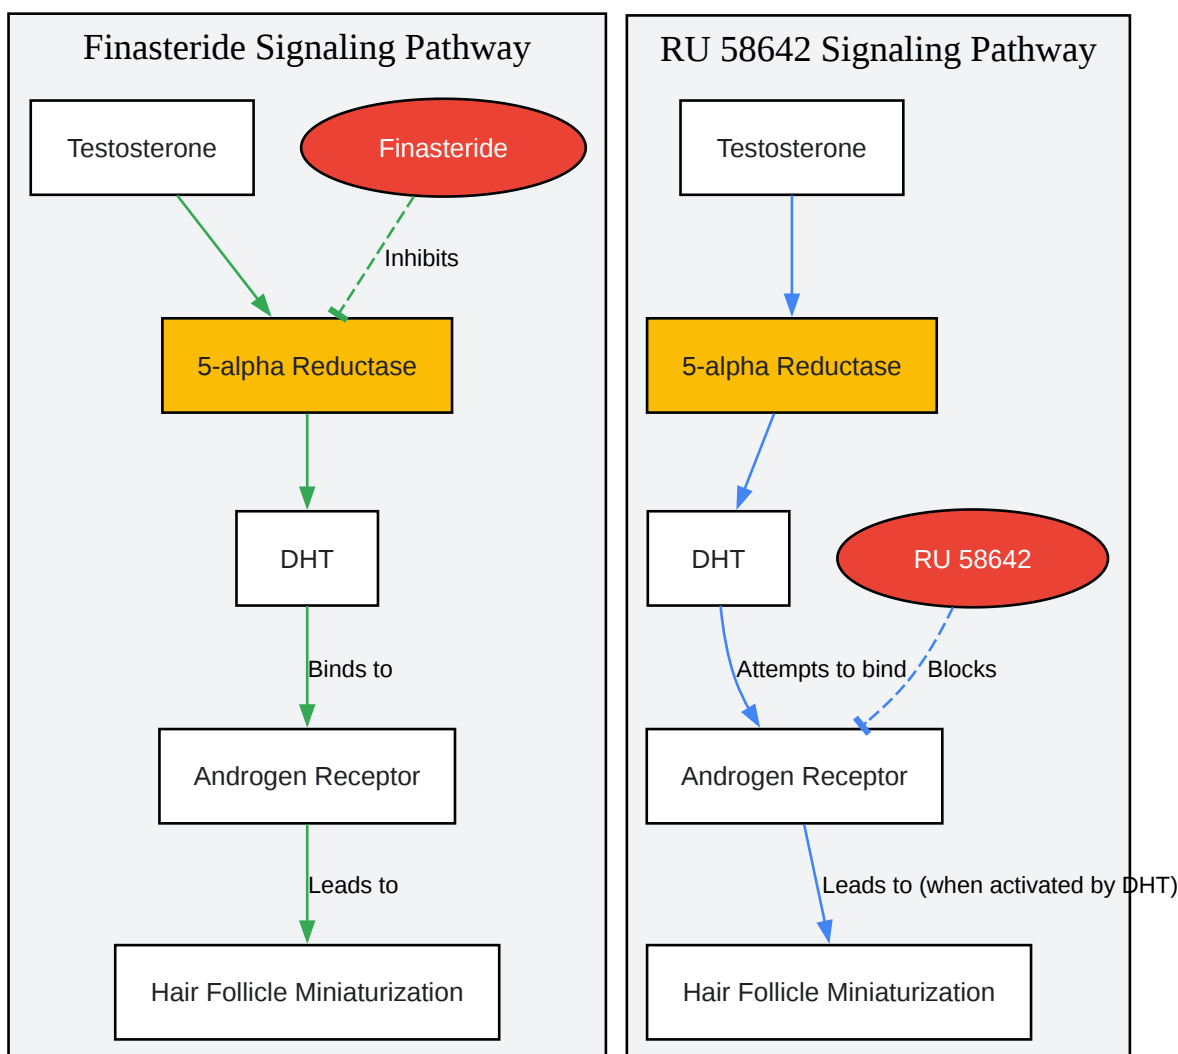 Finasteride Signaling Pathway
Testosterone
Finasteride
Inhibits
5-alpha Reductase
DHT
Binds to
Androgen Receptor
Leads to
Hair Follicle Miniaturization
RU 58642 Signaling Pathway
Testosterone
5-alpha Reductase
DHT
RU 58642
Attempts to bind
Blocks
Androgen Receptor
Leads to (when activated by DHT)
Hair Follicle Miniaturization